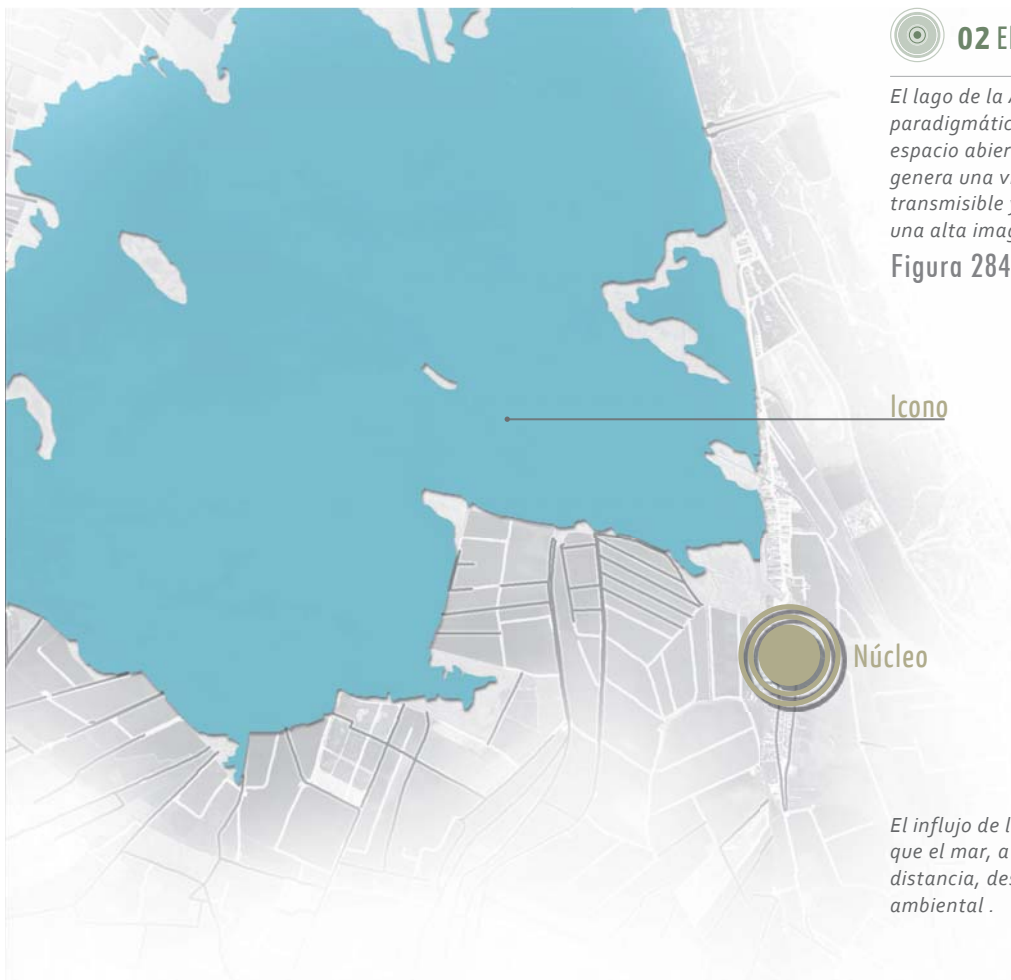 02 El
El lago de la
paradigmátic
espacio abier
genera una v
transmisible
una alta imag
Figura 284
Icono
Núcleo
El influjo de l
que el mar, a
distancia, des
ambiental .